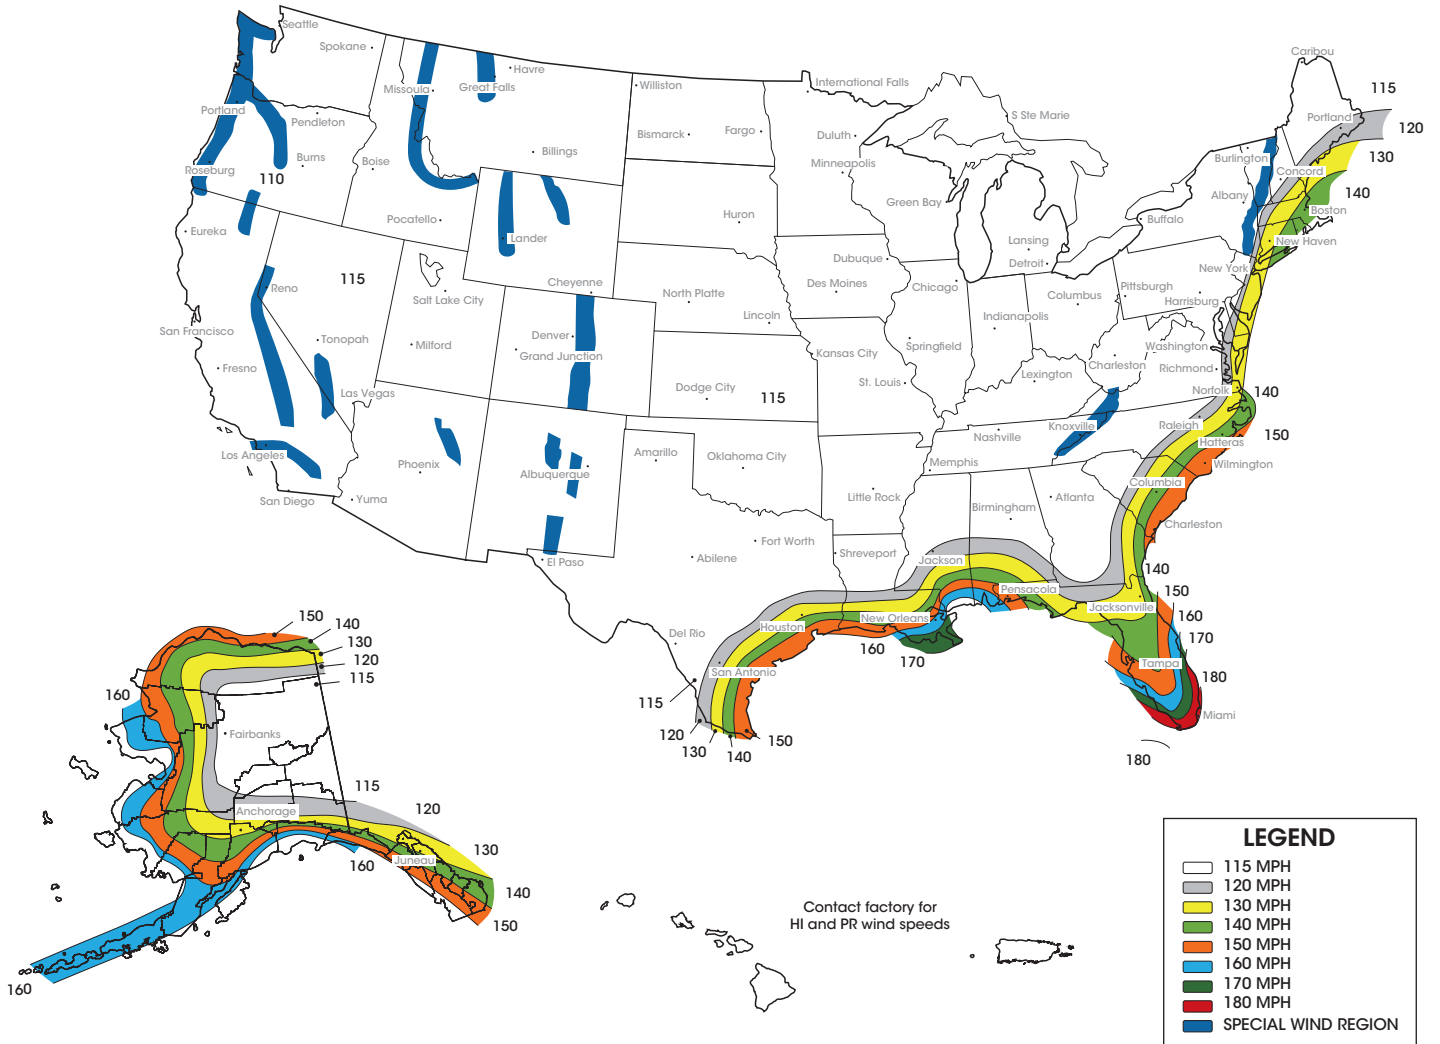 Seattle
Spokane
Caribou
Havre
Missoula
Great Falls
Williston
International Falls
115
Portland
Pendleton
Bismarck
Fargo
Duluth
S Ste Marie
Portland
120
Burns
Boise
Billings
Minneapolis
Burlington
130
Roseburg
110
Concord
Albany
140
Pocatello
Huron
Green Bay
Buffalo
Boston
Eureka
Lander
Lansing
New Haven
Detroit
Dubuque
New York
115
Reno
Salt Lake City
Cheyenne
North Platte
Des Moines
Chicago
Columbus
Pittsburgh
Harrisburg
Lincoln
Indianapolis
San Francisco
Tonopah
Milford
Denver
Grand Junction
Kansas City
Springfield
Washington
Fresno
Charleston
Richmond
Las Vegas
Dodge City
115
St. Louis
Lexington
Norfolk
140
Los Angeles
Phoenix
Albuquerque
Amarillo
Oklahoma City
Nashville
Knoxville
Raleigh
Hatteras
150
Memphis
Wilmington
San Diego
Yuma
Little Rock
Atlanta
Columbia
Birmingham
Charleston
El Paso
Abilene
Fort Worth
Shreveport
Jackson
140
Pensacola
150
Jacksonville
160
Del Rio
Houston
New Orleans
170
160
170
San Antonio
Tampa
180
115
Miami
120
130
140
150
180
150
140
130
120
115
160
Fairbanks
115
Anchorage
120
130
160
Juneau
140
150
160
Contact factory for
HI and PR wind speeds
LEGEND
115 MPH
120 MPH
130 MPH
140 MPH
150 MPH
160 MPH
170 MPH
180 MPH
SPECIAL WIND REGION